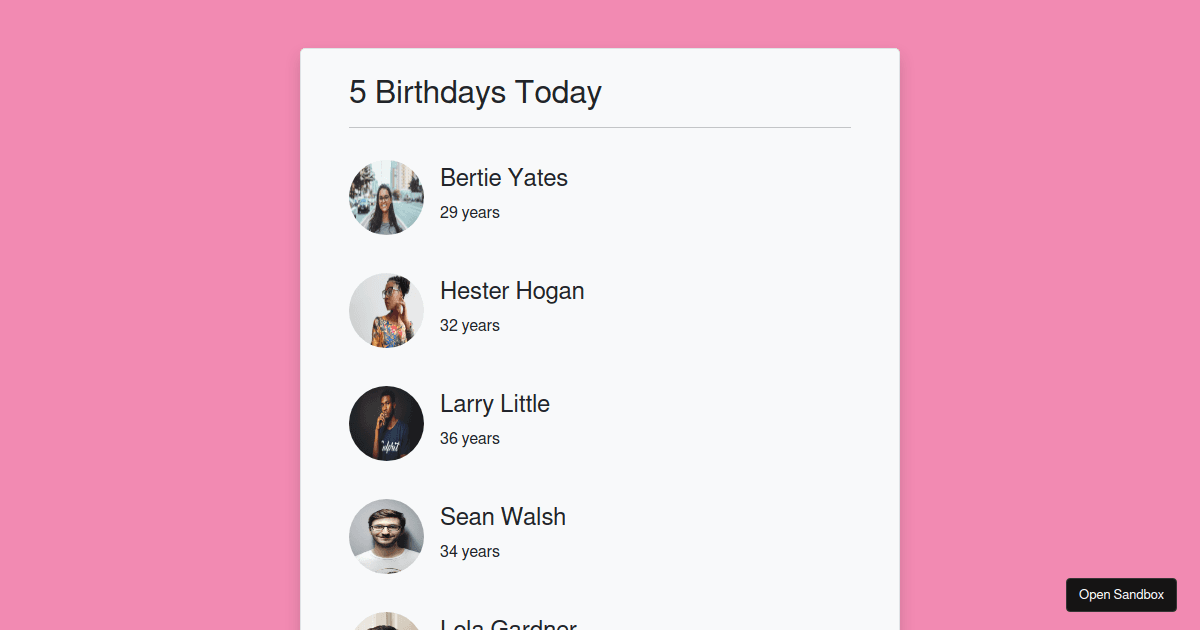 5 Birthdays Today
Bertie Yates
29 years
Hester Hogan
32 years
Larry Little
36 years
Sean Walsh
34 years
Lola Gardner
Open Sandbox